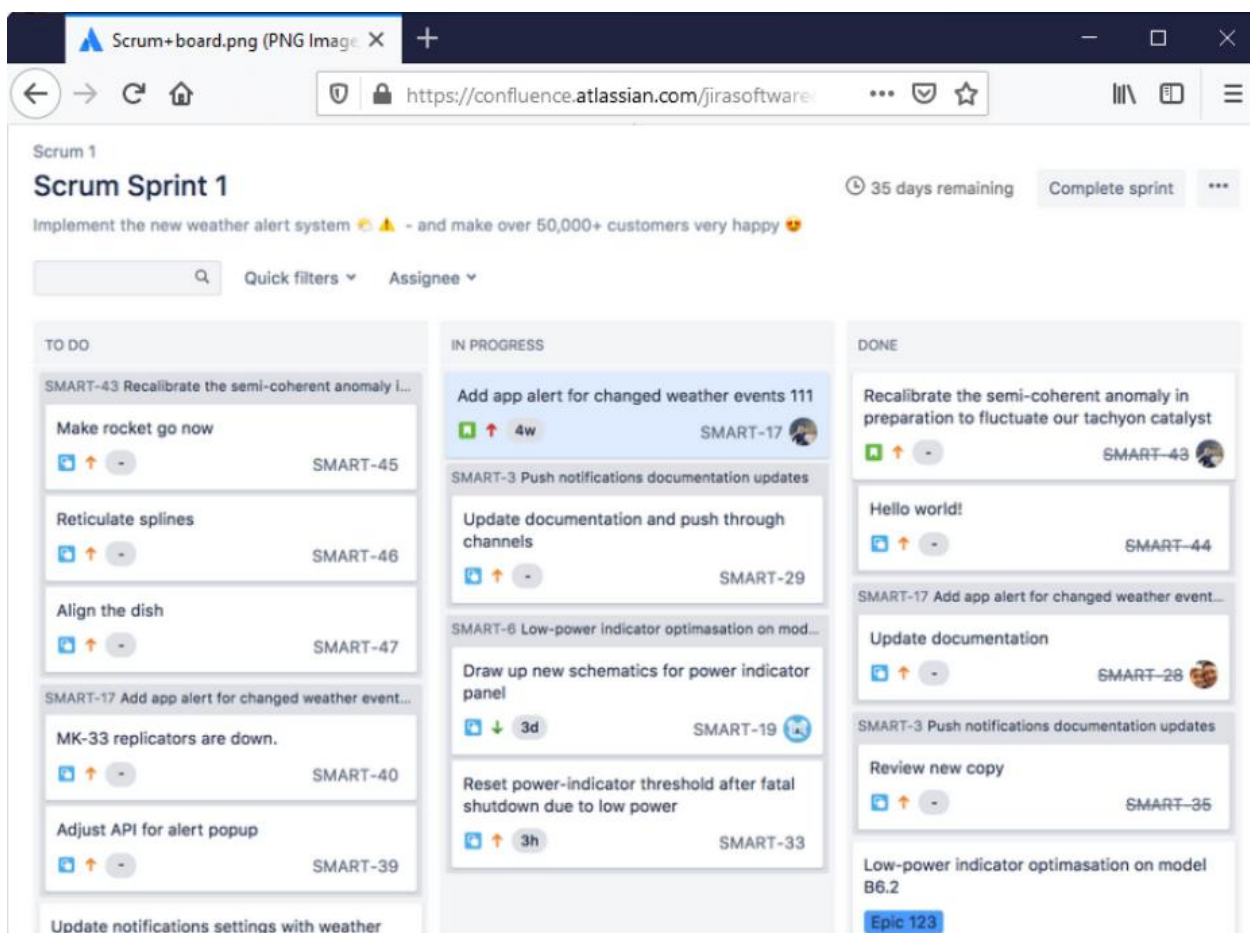 Scrum+board.png (PNG Image
https://confluence.atlassian.com/jirasoftware
Scrum 1
Scrum Sprint 1
35 days remaining
Complete sprint
Implement the new weather alert system - and make over 50,000+ customers very happy
Quick filters
Assignee
TO DO
SMART-43 Recalibrate the semi-coherent anomaly i...
Make rocket go now
-
SMART-45
Reticulate splines
-
SMART-46
Align the dish
-
SMART-47
SMART-17 Add app alert for changed weather event...
MK-33 replicators are down.
-
SMART-40
Adjust API for alert popup
-
SMART-39
Update notifications settings with weather
IN PROGRESS
Add app alert for changed weather events 111
4w
SMART-17
SMART-3 Push notifications documentation updates
Update documentation and push through
channels
-
SMART-29
SMART-6 Low-power indicator optimasation on mod...
Draw up new schematics for power indicator
panel
3d
SMART-19
Reset power-indicator threshold after fatal
shutdown due to low power
3h
SMART-33
DONE
Recalibrate the semi-coherent anomaly in
preparation to fluctuate our tachyon catalyst
-
SMART-43
Hello world!
-
SMART-44
SMART-17 Add app alert for changed weather event...
Update documentation
-
SMART-28
SMART-3 Push notifications documentation updates
Review new copy
-
SMART-35
Low-power indicator optimasation on model
B6.2
Epic 123